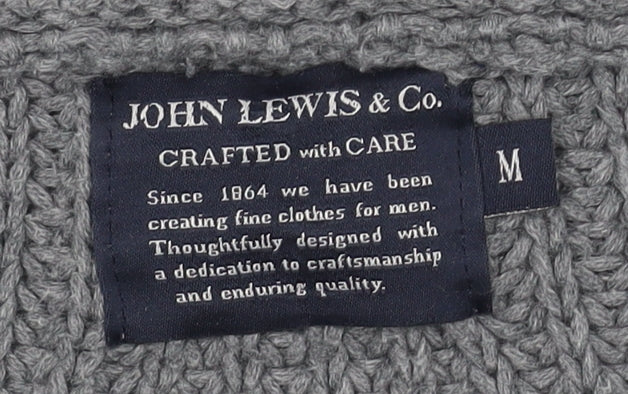 JOHN LEWIS & Co.
CRAFTED with CARE
Since 1864 we have been
creating fine clothes for men.
Thoughtfully designed with
a dedication to craftsmanship
and enduring quality.
M